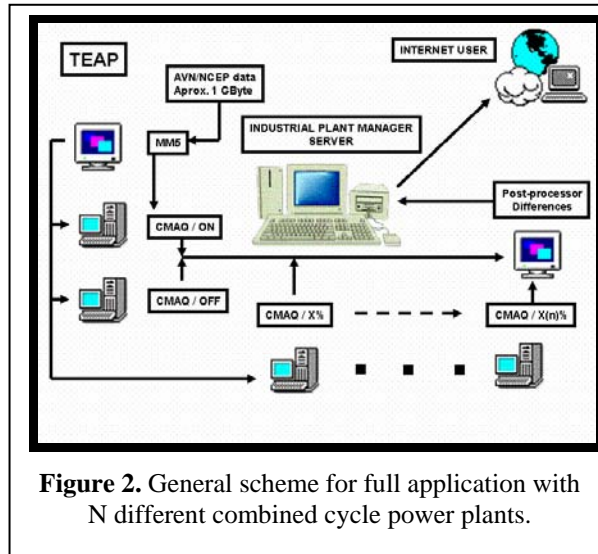 TEAP
AVN/NCEP data
Aprox. 1 GByte
INTERNET USER
MM5
INDUSTRIAL PLANT MANAGER
SERVER
Post-processor
Differences
CMAQ / ON
CMAQ / OFF
CMAQ / X%
CMAQ / X(n)%
Figure 2. General scheme for full application with
N different combined cycle power plants.